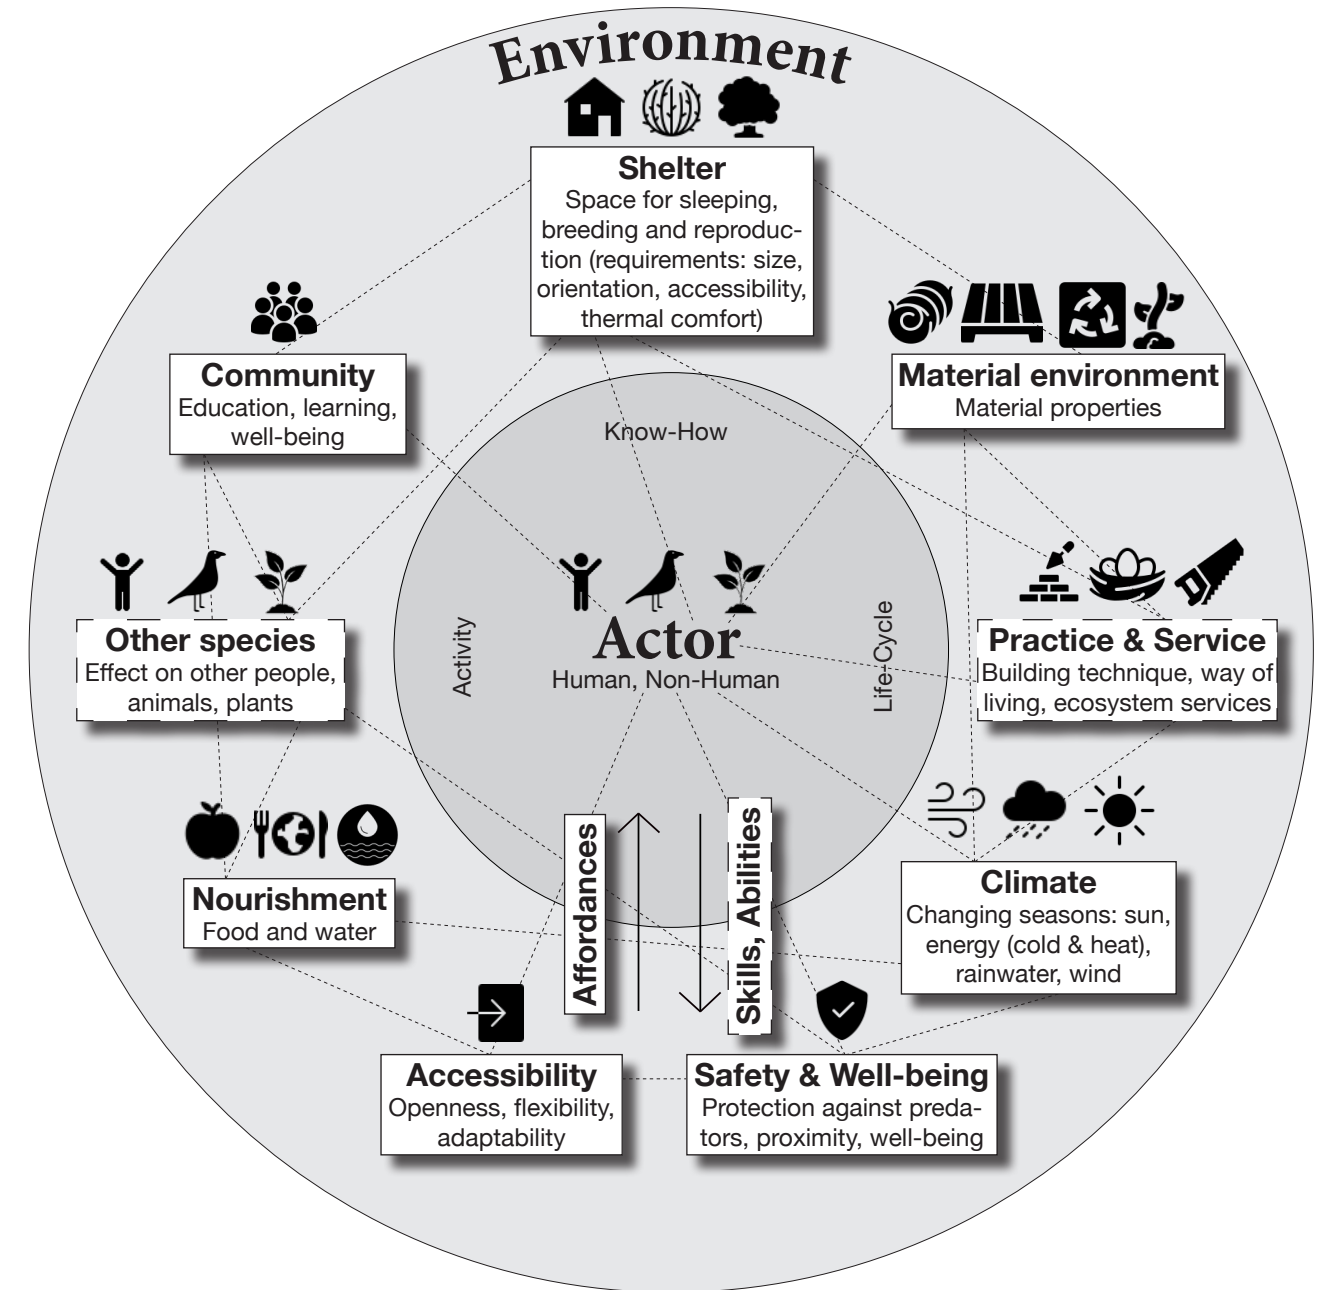 Environment
Shelter
Space for sleeping,
breeding and reproduc-
tion (requirements: size,
orientation, accessibility,
thermal comfort)
Community
Education, learning,
well-being
Material environment
Material properties
Know-How
Other species
Effect on other people,
animals, plants
Activity
Actor
Human, Non-Human
Life-Cycle
Practice & Service
Building technique, way of
living, ecosystem services
Nourishment
Food and water
Affordances
Skills, Abilities
Climate
Changing seasons: sun,
energy (cold & heat),
rainwater, wind
Accessibility
Openness, flexibility,
adaptability
Safety & Well-being
Protection against preda-
tors, proximity, well-being